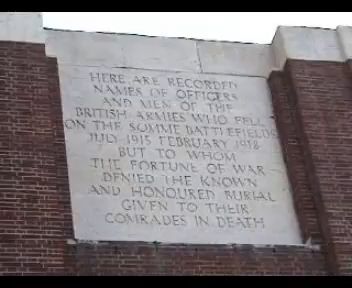 HERE ARE RECORDED
NAMES OF OFFICERS
AND MEN OF THE
BRITISH ARMIES WHO FELL
ON THE SOMME BATTLEFIELDS
JULY 1915 FEBRUARY 1918
BUT TO WHOM
THE FORTUNE OF WAR
DENIED THE KNOWN
AND HONOURED BURIAL
GIVEN TO THEIR
COMRADES IN DEATH